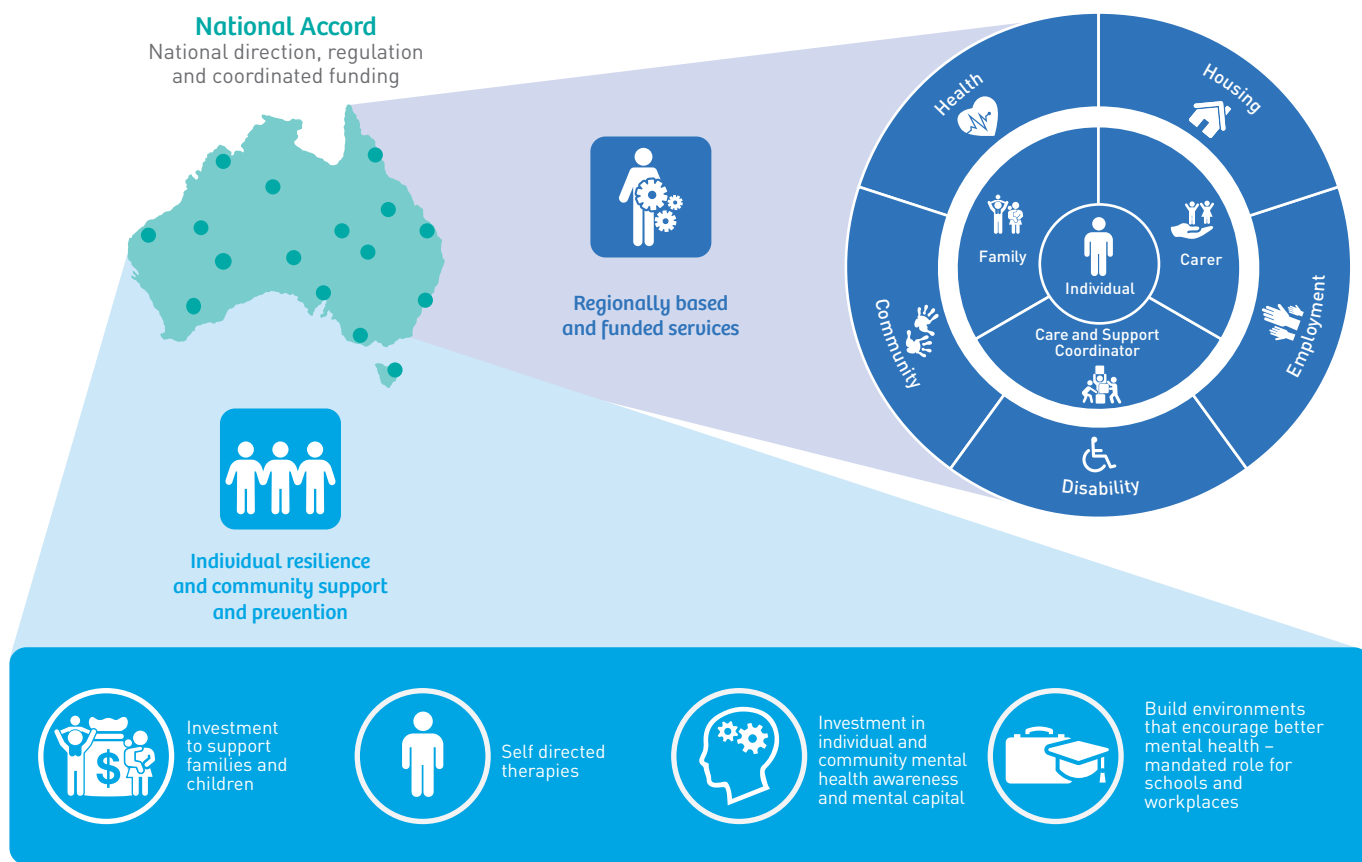 National Accord
National direction, regulation
and coordinated funding
Regionally based
and funded services
Health
Housing
Family
Individual
Carer
Care and Support
Coordinator
Community
Employment
Disability
Individual resilience
and community support
and prevention
$
Investment
to support
families and
children
Self directed
therapies
Investment in
individual and
community mental
health awareness
and mental capital
Build environments
that encourage better
mental health –
mandated role for
schools and
workplaces